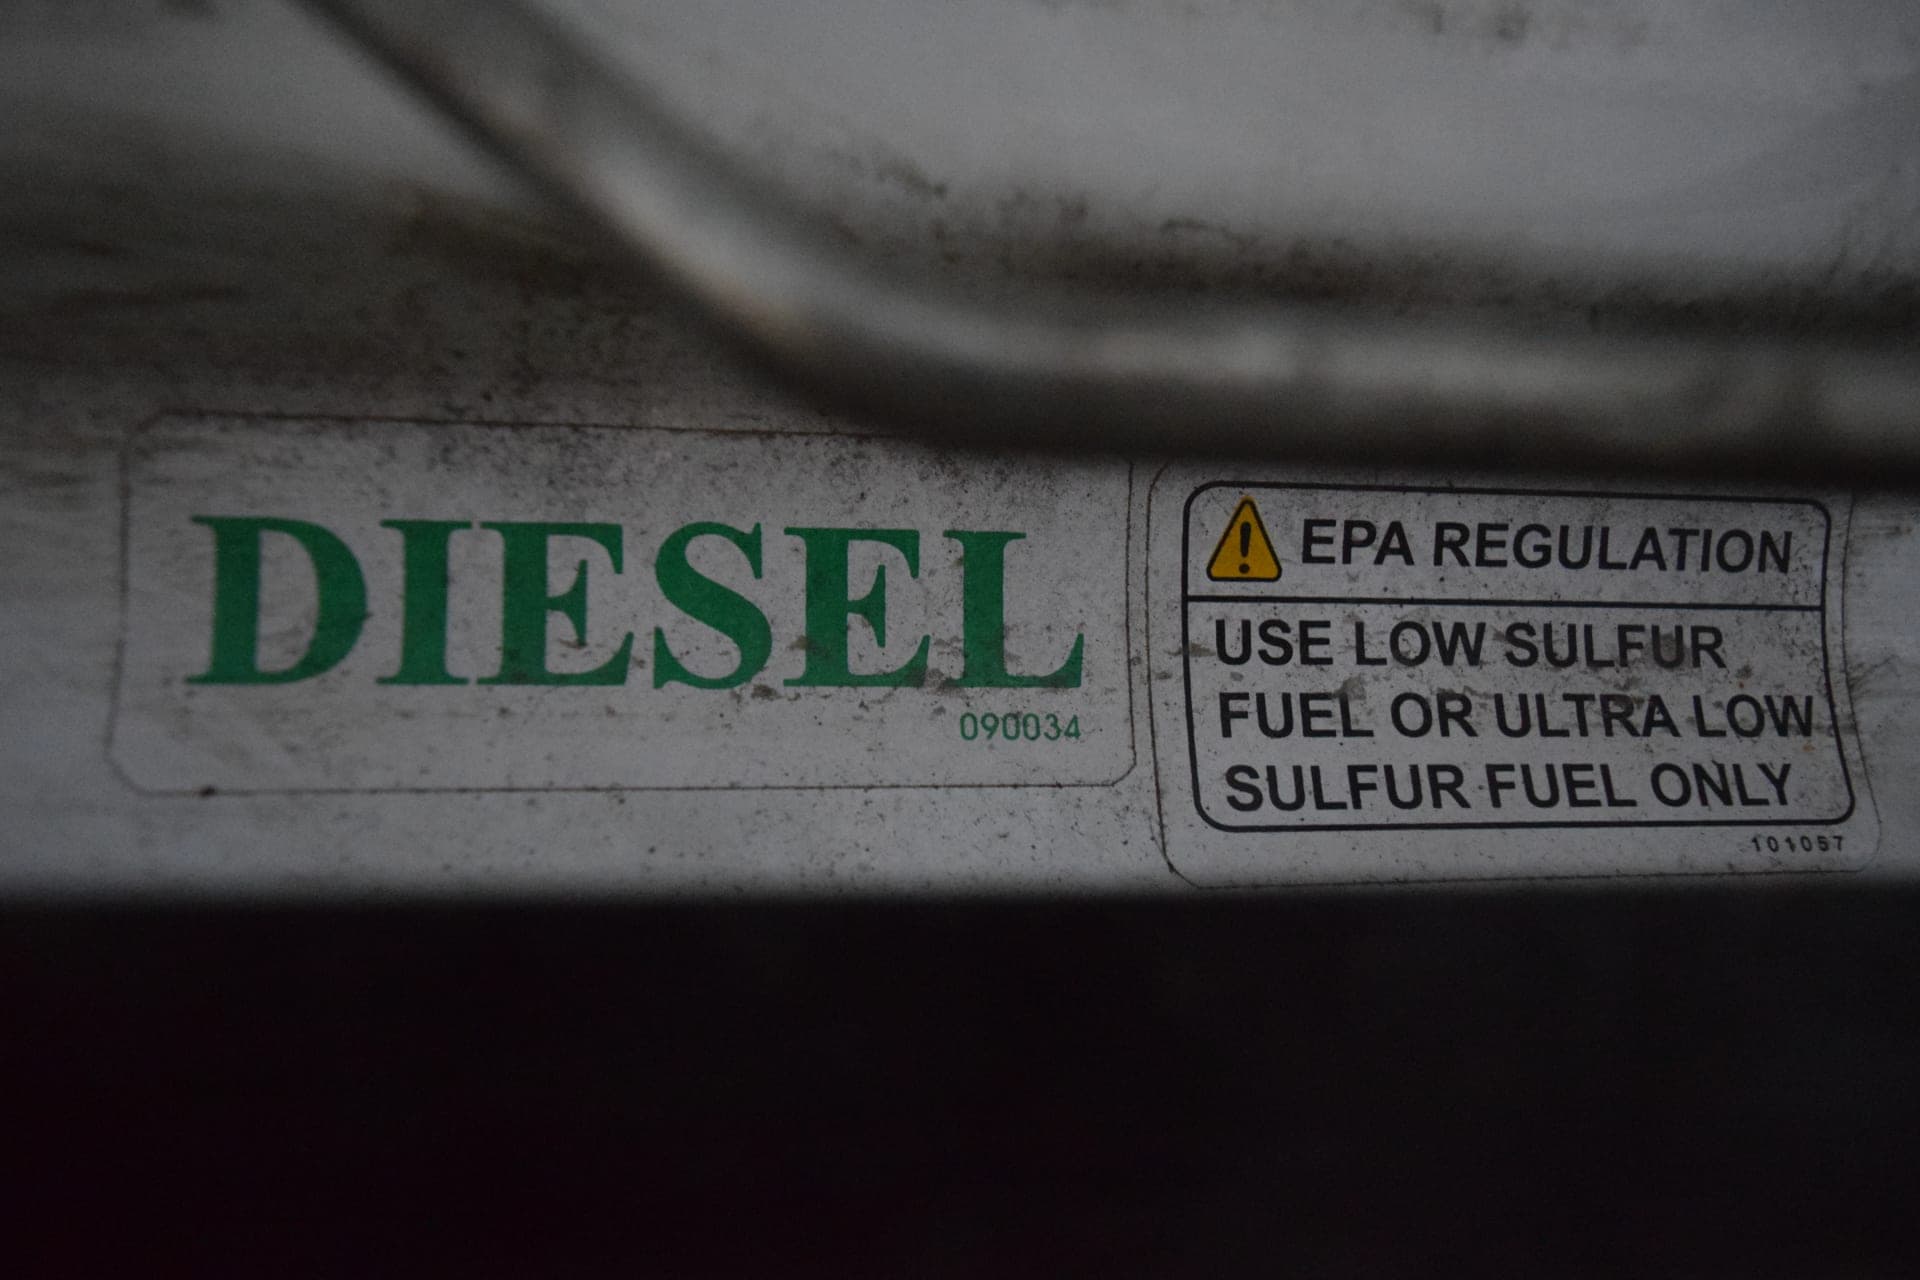 DIESEL
090034
EPA REGULATION
USE LOW SULFUR
FUEL OR ULTRA LOW
SULFUR FUEL ONLY
101057